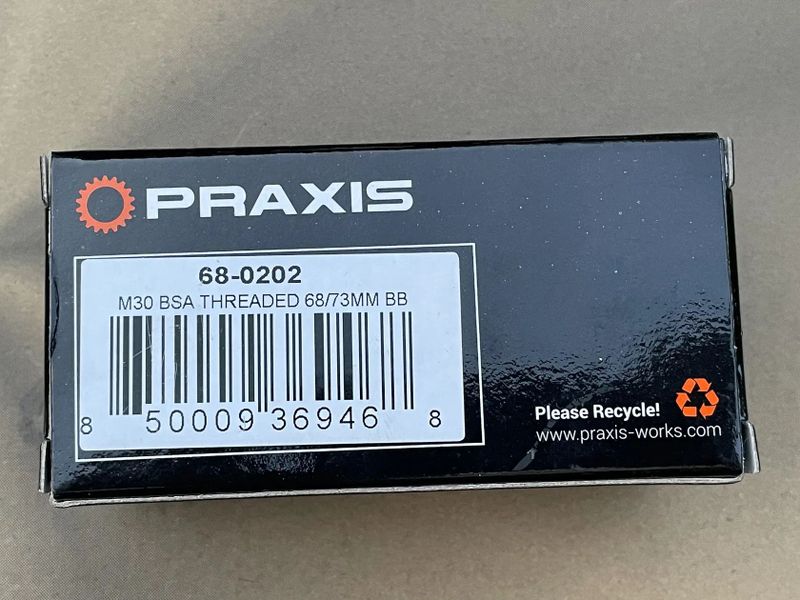 PRAXIS
68-0202
M30 BSA THREADED 68/73MM BB
8 50009 36946 8
Please Recycle!
www.praxis-works.com